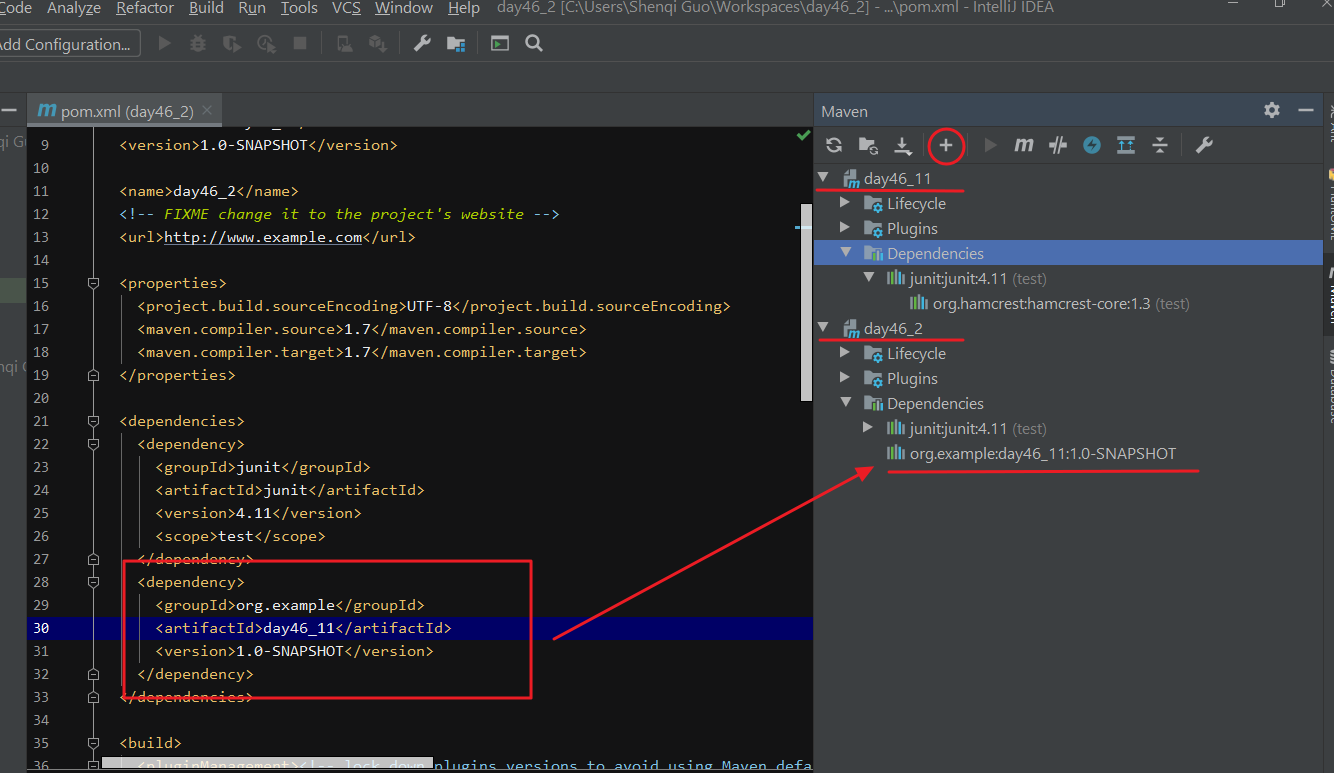 Code Analyze Refactor Build Run Tools VCS Window Help day46_2 [C:\Users\Shenqi Guo\Workspaces\day46_2] - ...\pom.xml - IntelliJ IDEA
Add Configuration...
pom.xml (day46_2)
9 <version>1.0-SNAPSHOT</version>
10
11 <name>day46_2</name>
12 <!-- FIXME change it to the project's website -->
13 <url>http://www.example.com</url>
14
15 <properties>
16 <project.build.sourceEncoding>UTF-8</project.build.sourceEncoding>
17 <maven.compiler.source>1.7</maven.compiler.source>
18 <maven.compiler.target>1.7</maven.compiler.target>
19 </properties>
20
21 <dependencies>
22 <dependency>
23 <groupId>junit</groupId>
24 <artifactId>junit</artifactId>
25 <version>4.11</version>
26 <scope>test</scope>
27 </dependency>
28 <dependency>
29 <groupId>org.example</groupId>
30 <artifactId>day46_11</artifactId>
31 <version>1.0-SNAPSHOT</version>
32 </dependency>
33 </dependencies>
34
35 <build>
36 <pluginManagement><!-- lock down plugins versions to avoid using Maven defa
Maven
day46_11
Lifecycle
Plugins
Dependencies
junit:junit:4.11 (test)
org.hamcrest:hamcrest-core:1.3 (test)
day46_2
Lifecycle
Plugins
Dependencies
junit:junit:4.11 (test)
org.example:day46_11:1.0-SNAPSHOT
Database